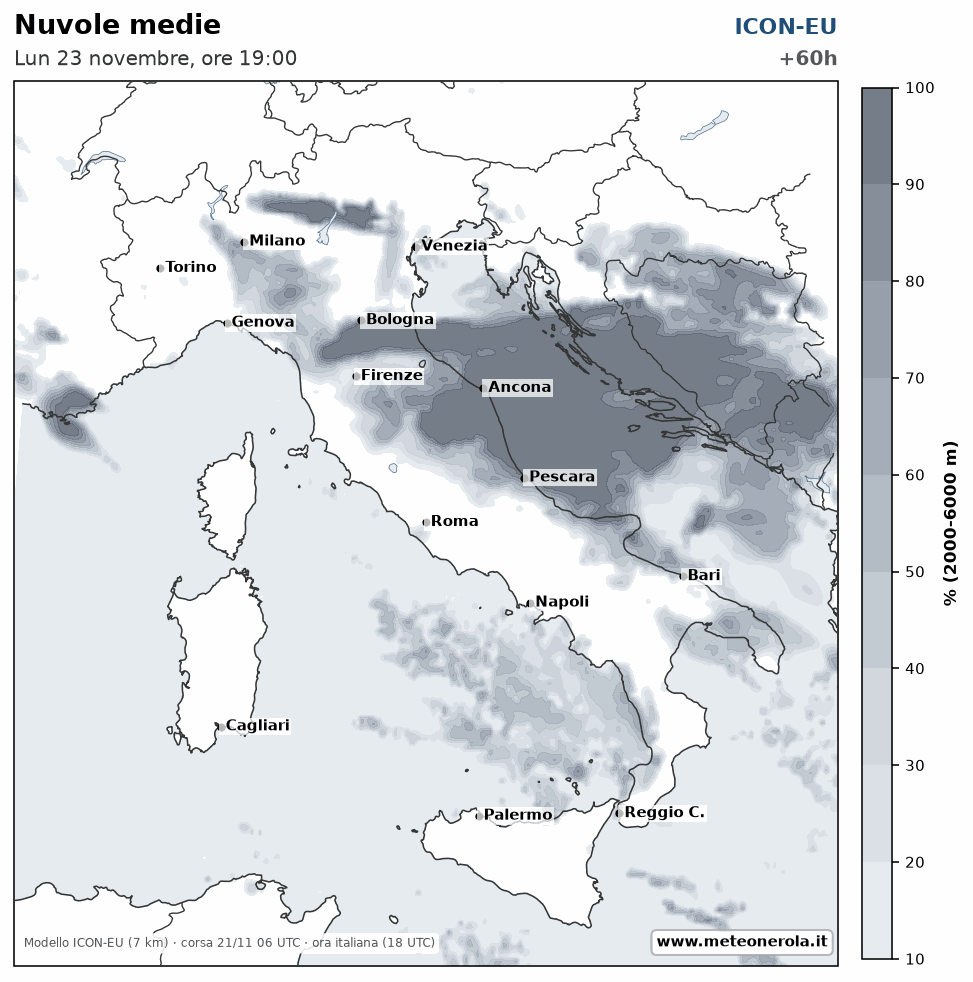 Nuvole medie
ICON-EU
Lun 23 novembre, ore 19:00
+60h
100
90
80
70
60
50
40
30
20
10
% (2000-6000 m)
Milano
Venezia
Torino
Genova
Bologna
Firenze
Ancona
Pescara
Roma
Bari
Napoli
Cagliari
Palermo
Reggio C.
Modello ICON-EU (7 km) · corsa 21/11 06 UTC · ora italiana (18 UTC)
www.meteonerola.it